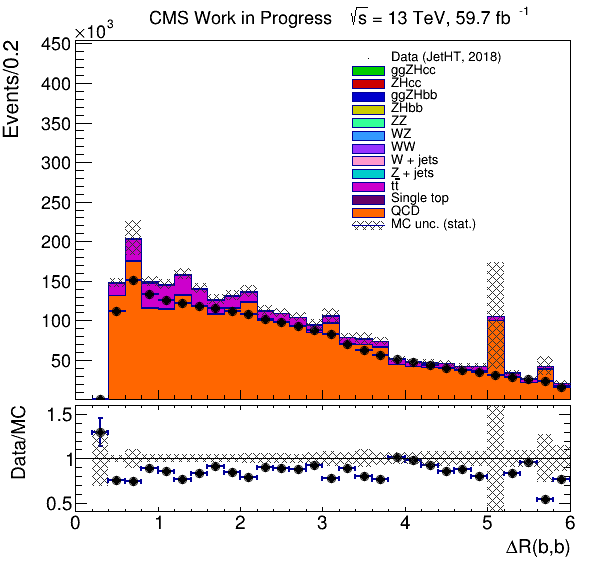 CMS Work in Progress √s = 13 TeV, 59.7 fb⁻¹
×10³
Events/0.2
450
400
350
300
250
200
150
100
50
Data (JetHT, 2018)
ggZHcc
ZHcc
ggZHbb
ZHbb
ZZ
WZ
WW
W + jets
Z + jets
tt̅
Single top
QCD
MC unc. (stat.)
Data/MC
1.5
1
0.5
0 1 2 3 4 5 6
ΔR(b,b)